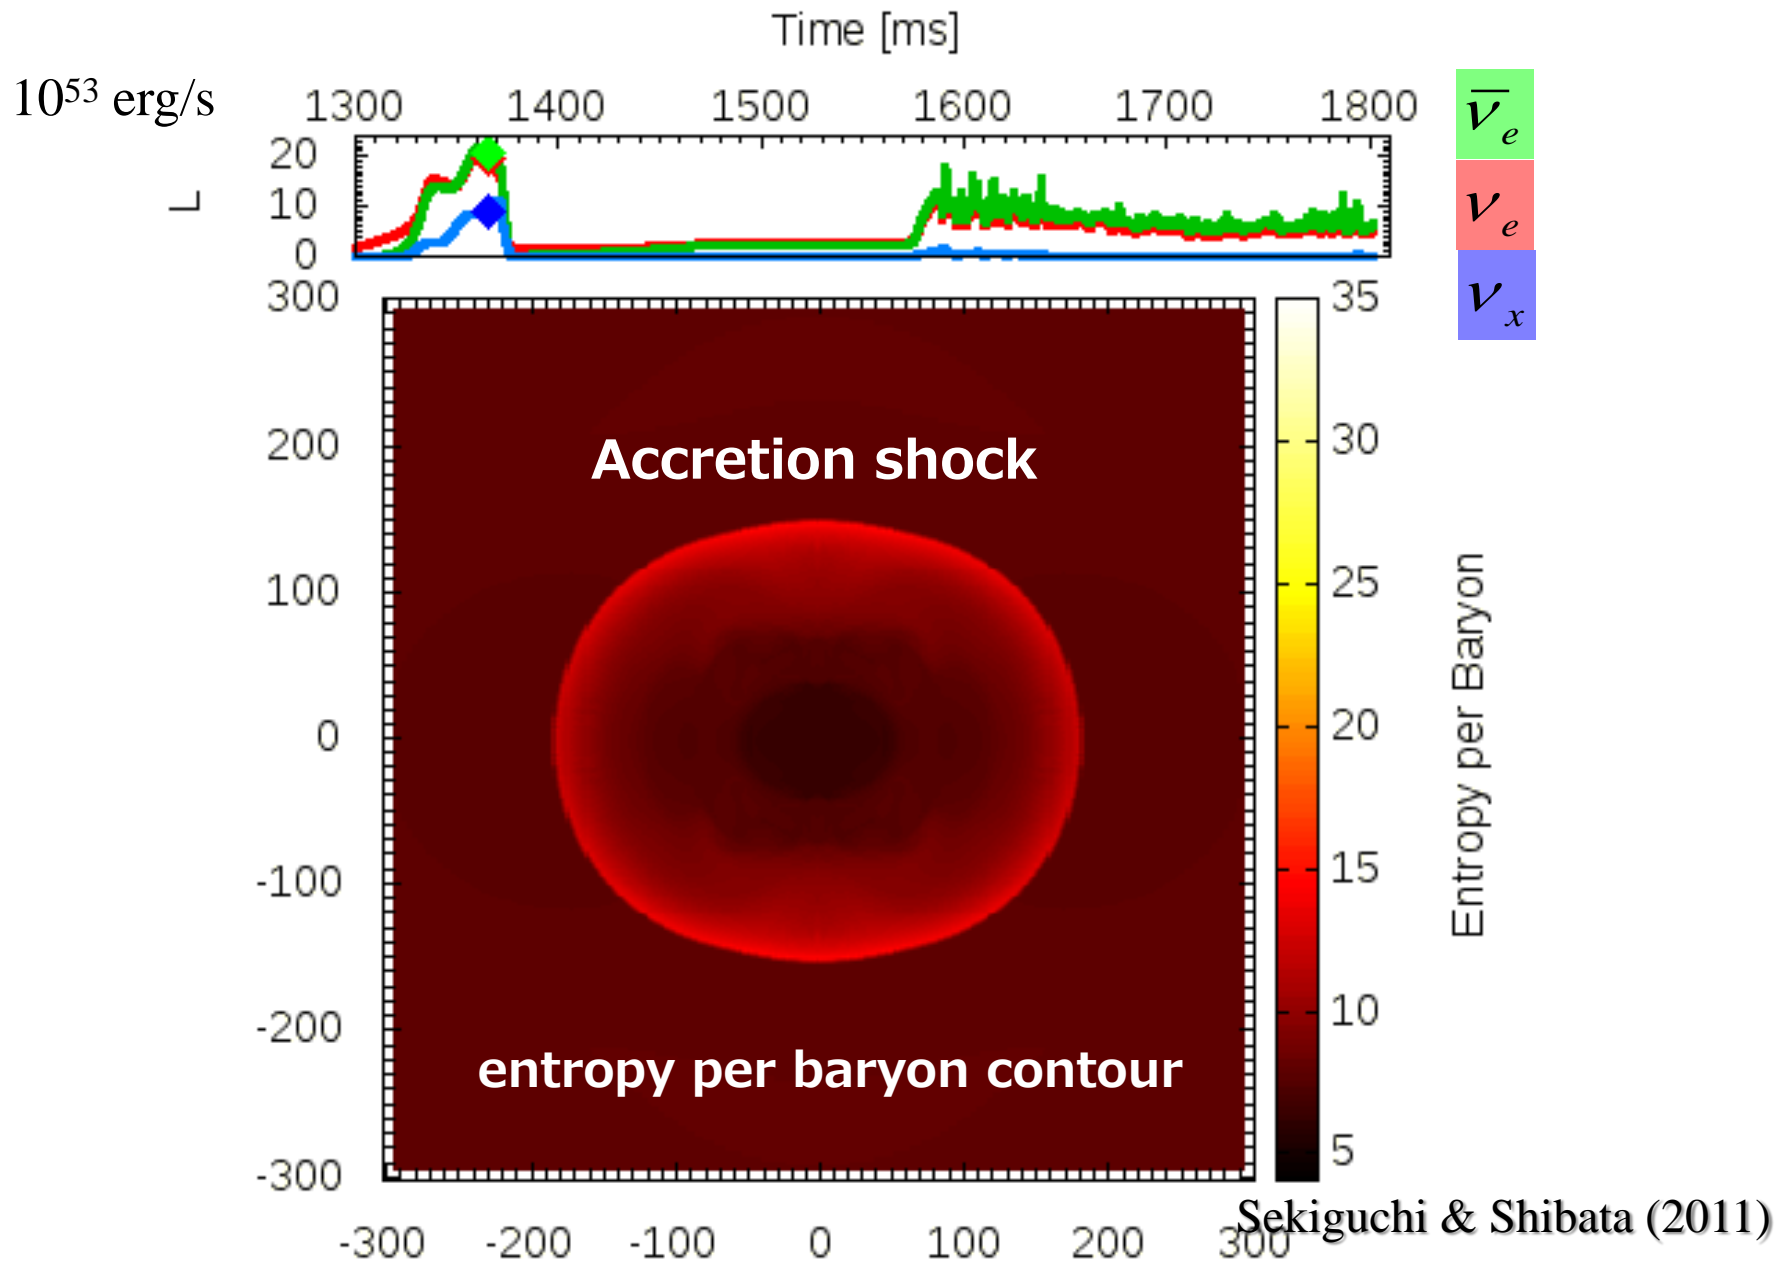 Time [ms]
10⁵³ erg/s
1300 1400 1500 1600 1700 1800
20
10
0
L
ν̅ₑ
νₑ
νₓ
300
200
100
0
-100
-200
-300
Accretion shock
entropy per baryon contour
35
30
25
20
15
10
5
Entropy per Baryon
-300 -200 -100 0 100 200 300
Sekiguchi & Shibata (2011)